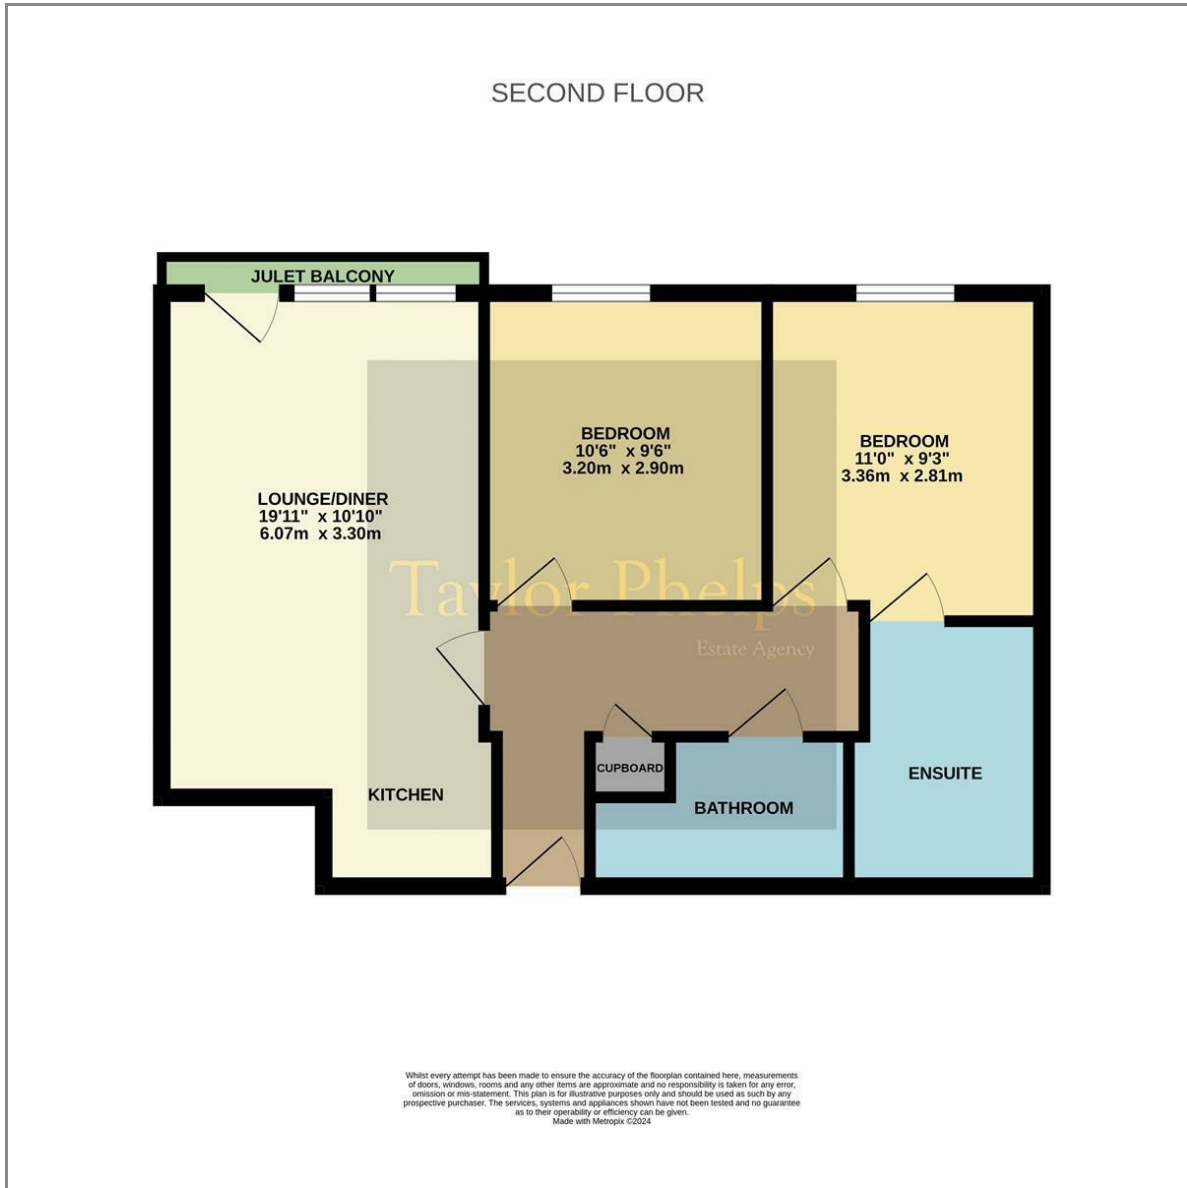 SECOND FLOOR
JULET BALCONY
BEDROOM
10'6" x 9'6"
3.20m x 2.90m
BEDROOM
11'0" x 9'3"
3.36m x 2.81m
LOUNGE/DINER
19'11" x 10'10"
6.07m x 3.30m
Taylor Phelps
Estate Agency
CUPBOARD
ENSUITE
KITCHEN
BATHROOM
Whilst every attempt has been made to ensure the accuracy of the floorplan contained here, measurements
of doors, windows, rooms and any other items are approximate and no responsibility is taken for any error,
omission or mis-statement. This plan is for illustrative purposes only and should be used as such by any
prospective purchaser. The services, systems and appliances shown have not been tested and no guarantee
as to their operability or efficiency can be given.
Made with Metropix ©2024